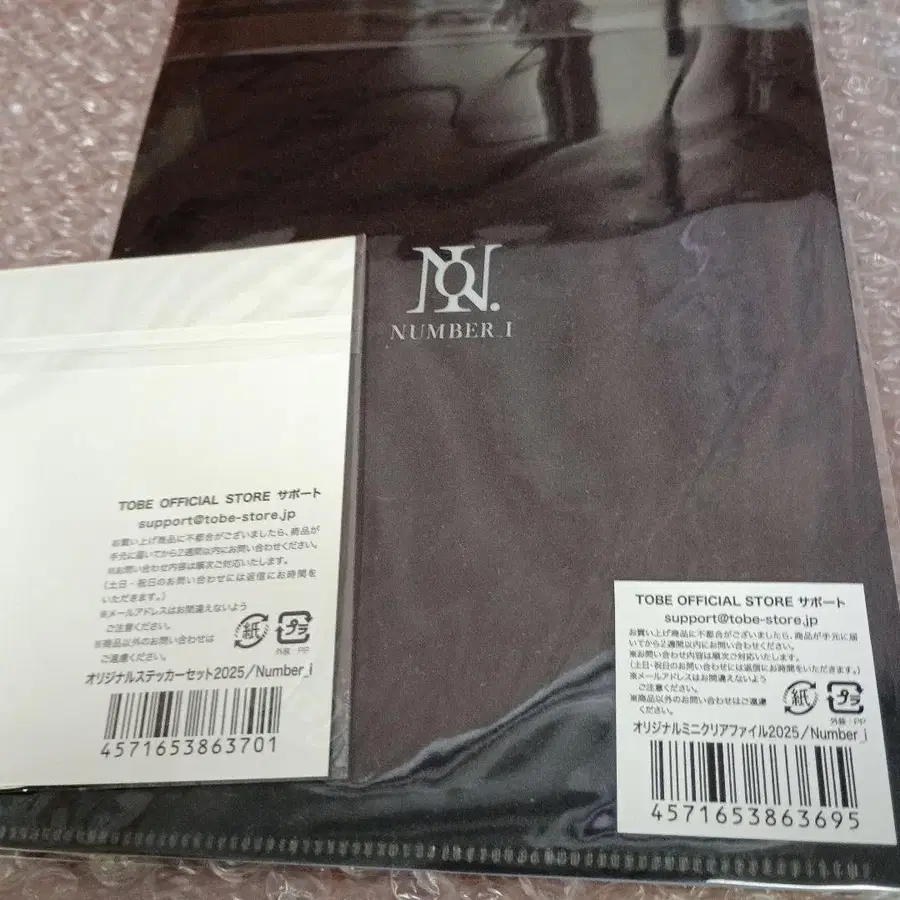 NUMBER_I
TOBE OFFICIAL STORE サポート
support@tobe-store.jp
お買い上げ商品に不都合がございましたら、商品が
手元に届いてから2週間以内にお問い合わせください。
※お問い合わせ内容は順次ご対応いたします。
(土日・祝日のお問い合わせには返信にお時間を
いただきます。)
※メールアドレスはお間違えないよう
ご注意ください。
※商品以外のお問い合わせは
ご遠慮ください。
紙
プラ
外装:PP
オリジナルステッカーセット2025/Number_i
4571653863701
TOBE OFFICIAL STORE サポート
support@tobe-store.jp
お買い上げ商品に不都合がございましたら、商品が手元に届
いてから2週間以内にお問い合わせください。
※お問い合わせ内容は順次ご対応いたします。
(土日・祝日のお問い合わせには返信にお時間をいただきます。)
※メールアドレスはお間違えないよう
ご注意ください。
※商品以外のお問い合わせはご遠慮
ください。
紙
プラ
外装:PP
オリジナルミニクリアファイル2025/Number_i
4571653863695